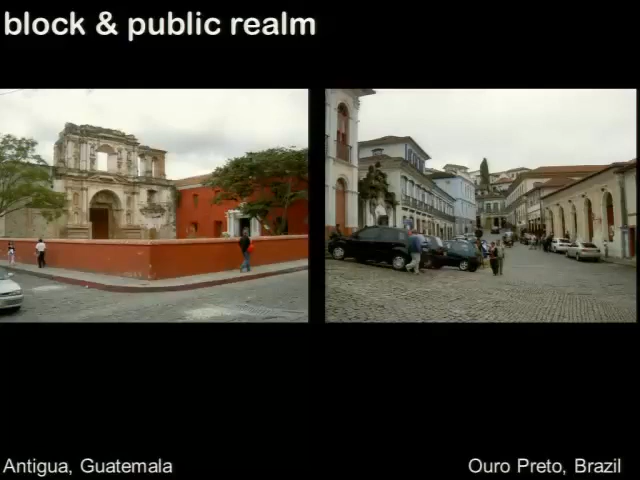 block & public realm
Antigua, Guatemala
Ouro Preto, Brazil